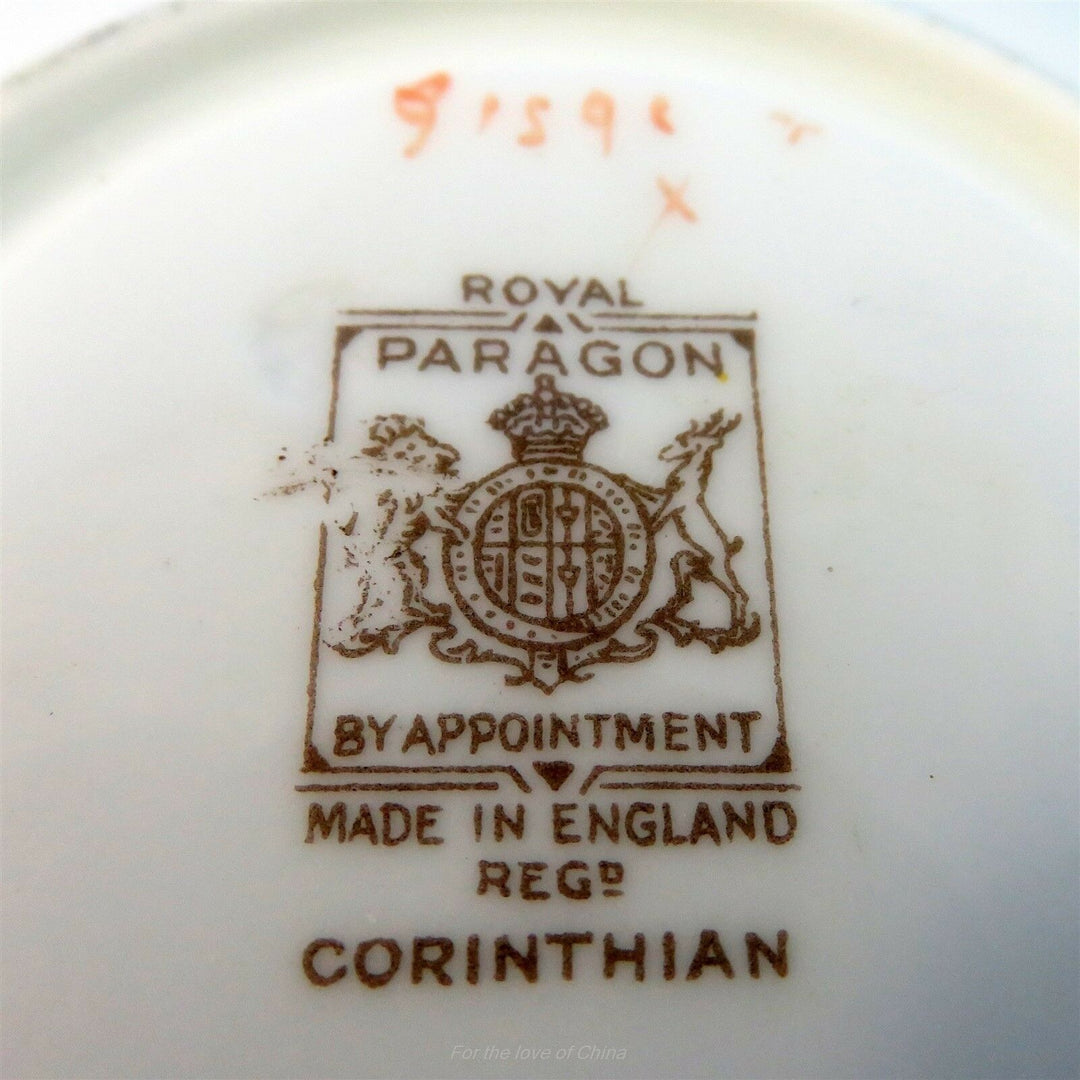 X
ROYAL
PARAGON
BY APPOINTMENT
MADE IN ENGLAND
REGD
CORINTHIAN
For the love of China